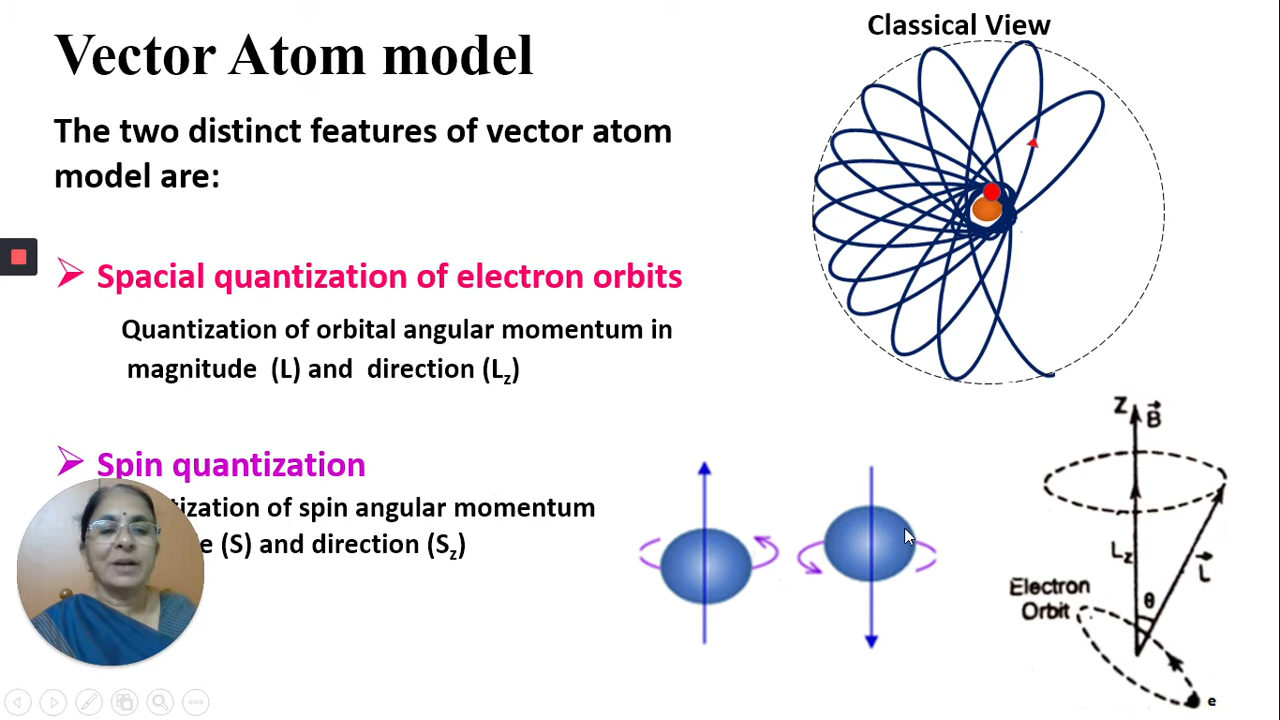 Vector Atom model
The two distinct features of vector atom
model are:
Spacial quantization of electron orbits
Quantization of orbital angular momentum in
magnitude (L) and direction (Lz)
Spin quantization
tization of spin angular momentum
e (S) and direction (Sz)
Classical View
Z B
Lz
L
θ
Electron
Orbit
e